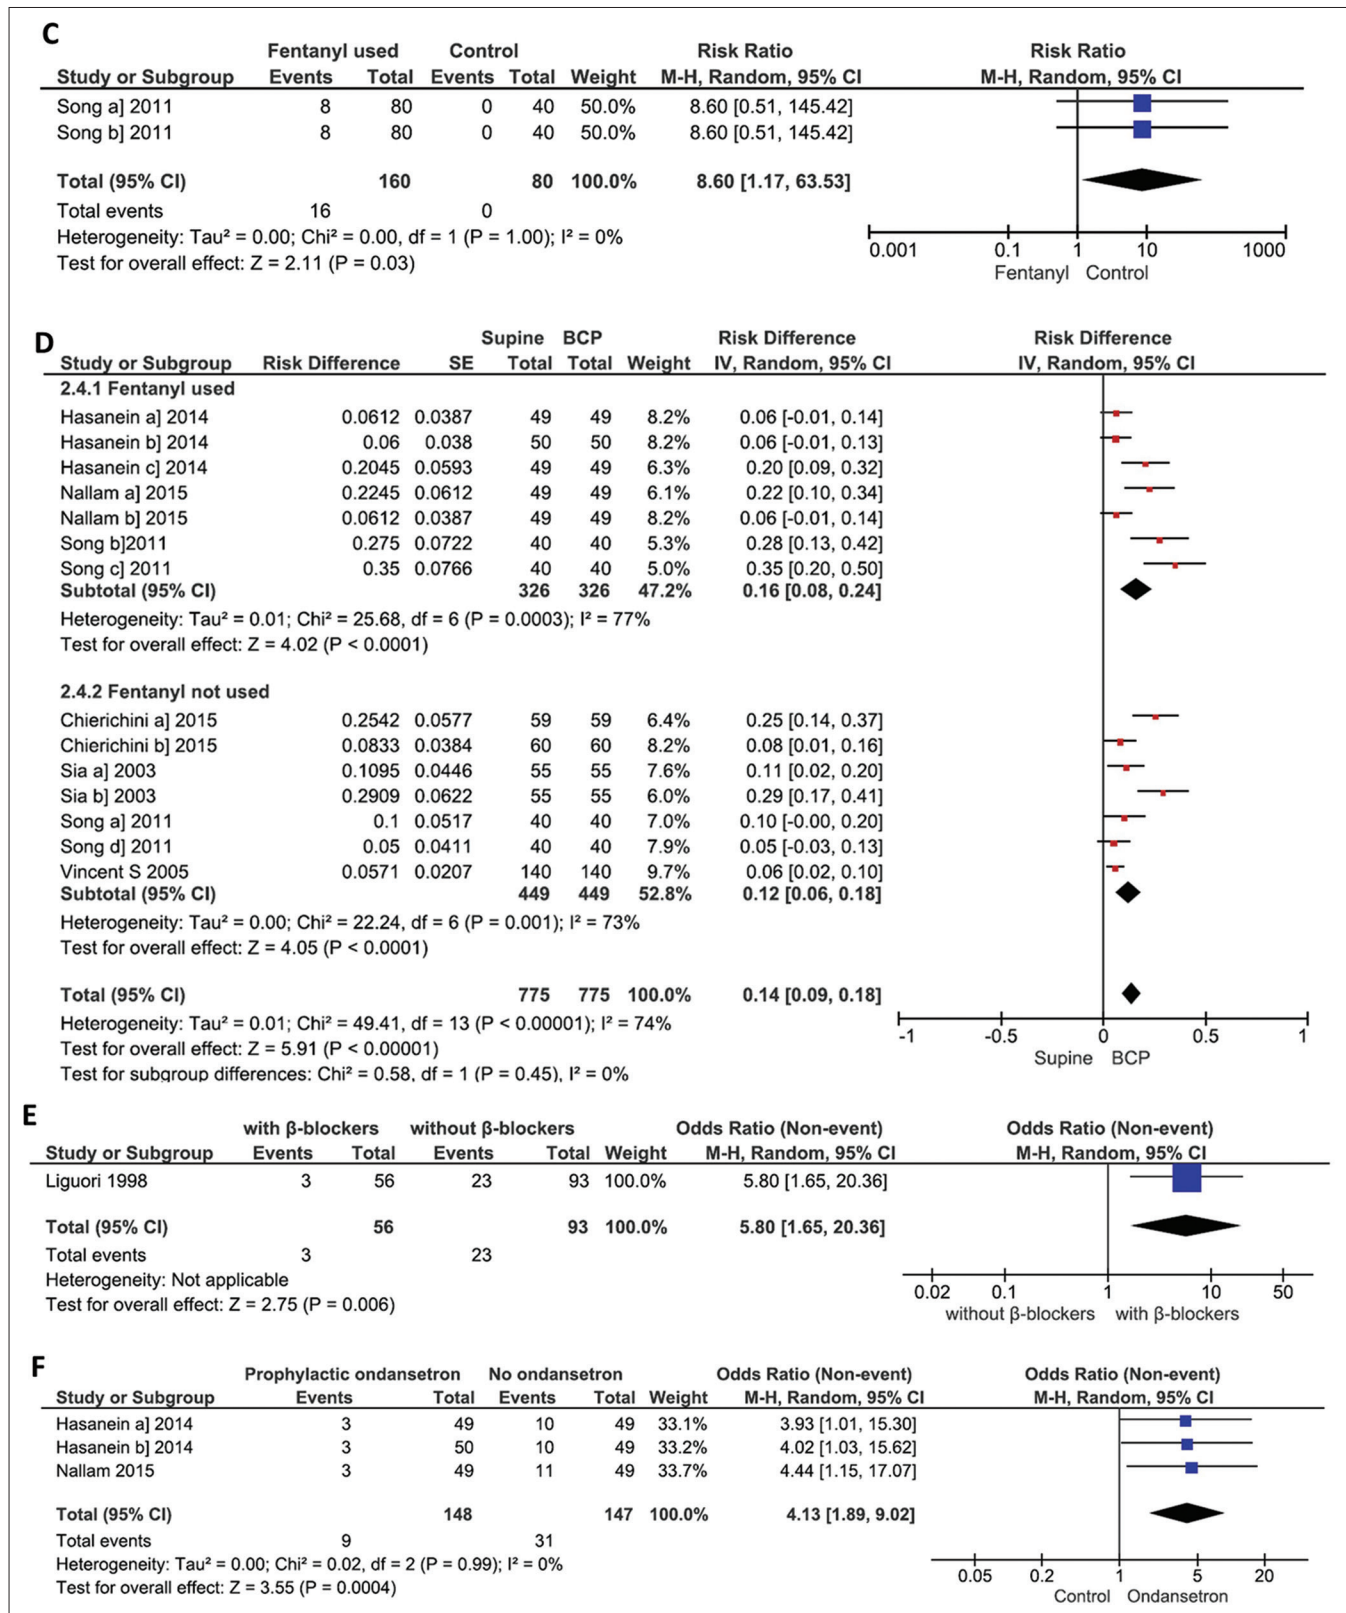 C
Fentanyl used Control Risk Ratio Risk Ratio
Study or Subgroup Events Total Events Total Weight M-H, Random, 95% CI M-H, Random, 95% CI
Song a] 2011 8 80 0 40 50.0% 8.60 [0.51, 145.42]
Song b] 2011 8 80 0 40 50.0% 8.60 [0.51, 145.42]
Total (95% CI) 160 80 100.0% 8.60 [1.17, 63.53]
Total events 16 0
Heterogeneity: Tau² = 0.00; Chi² = 0.00, df = 1 (P = 1.00); I² = 0%
Test for overall effect: Z = 2.11 (P = 0.03)
0.001 0.1 1 10 1000
Fentanyl Control
D
Supine BCP Risk Difference Risk Difference
Study or Subgroup Risk Difference SE Total Total Weight IV, Random, 95% CI IV, Random, 95% CI
2.4.1 Fentanyl used
Hasanein a] 2014 0.0612 0.0387 49 49 8.2% 0.06 [-0.01, 0.14]
Hasanein b] 2014 0.06 0.038 50 50 8.2% 0.06 [-0.01, 0.13]
Hasanein c] 2014 0.2045 0.0593 49 49 6.3% 0.20 [0.09, 0.32]
Nallam a] 2015 0.2245 0.0612 49 49 6.1% 0.22 [0.10, 0.34]
Nallam b] 2015 0.0612 0.0387 49 49 8.2% 0.06 [-0.01, 0.14]
Song b]2011 0.275 0.0722 40 40 5.3% 0.28 [0.13, 0.42]
Song c] 2011 0.35 0.0766 40 40 5.0% 0.35 [0.20, 0.50]
Subtotal (95% CI) 326 326 47.2% 0.16 [0.08, 0.24]
Heterogeneity: Tau² = 0.01; Chi² = 25.68, df = 6 (P = 0.0003); I² = 77%
Test for overall effect: Z = 4.02 (P < 0.0001)
2.4.2 Fentanyl not used
Chierichini a] 2015 0.2542 0.0577 59 59 6.4% 0.25 [0.14, 0.37]
Chierichini b] 2015 0.0833 0.0384 60 60 8.2% 0.08 [0.01, 0.16]
Sia a] 2003 0.1095 0.0446 55 55 7.6% 0.11 [0.02, 0.20]
Sia b] 2003 0.2909 0.0622 55 55 6.0% 0.29 [0.17, 0.41]
Song a] 2011 0.1 0.0517 40 40 7.0% 0.10 [-0.00, 0.20]
Song d] 2011 0.05 0.0411 40 40 7.9% 0.05 [-0.03, 0.13]
Vincent S 2005 0.0571 0.0207 140 140 9.7% 0.06 [0.02, 0.10]
Subtotal (95% CI) 449 449 52.8% 0.12 [0.06, 0.18]
Heterogeneity: Tau² = 0.00; Chi² = 22.24, df = 6 (P = 0.001); I² = 73%
Test for overall effect: Z = 4.05 (P < 0.0001)
Total (95% CI) 775 775 100.0% 0.14 [0.09, 0.18]
Heterogeneity: Tau² = 0.01; Chi² = 49.41, df = 13 (P < 0.00001); I² = 74%
Test for overall effect: Z = 5.91 (P < 0.00001)
Test for subgroup differences: Chi² = 0.58, df = 1 (P = 0.45), I² = 0%
-1 -0.5 0 0.5 1
Supine BCP
E
with β-blockers without β-blockers Odds Ratio (Non-event) Odds Ratio (Non-event)
Study or Subgroup Events Total Events Total Weight M-H, Random, 95% CI M-H, Random, 95% CI
Liguori 1998 3 56 23 93 100.0% 5.80 [1.65, 20.36]
Total (95% CI) 56 93 100.0% 5.80 [1.65, 20.36]
Total events 3 23
Heterogeneity: Not applicable
Test for overall effect: Z = 2.75 (P = 0.006)
0.02 0.1 1 10 50
without β-blockers with β-blockers
F
Prophylactic ondansetron No ondansetron Odds Ratio (Non-event) Odds Ratio (Non-event)
Study or Subgroup Events Total Events Total Weight M-H, Random, 95% CI M-H, Random, 95% CI
Hasanein a] 2014 3 49 10 49 33.1% 3.93 [1.01, 15.30]
Hasanein b] 2014 3 50 10 49 33.2% 4.02 [1.03, 15.62]
Nallam 2015 3 49 11 49 33.7% 4.44 [1.15, 17.07]
Total (95% CI) 148 147 100.0% 4.13 [1.89, 9.02]
Total events 9 31
Heterogeneity: Tau² = 0.00; Chi² = 0.02, df = 2 (P = 0.99); I² = 0%
Test for overall effect: Z = 3.55 (P = 0.0004)
0.05 0.2 1 5 20
Control Ondansetron